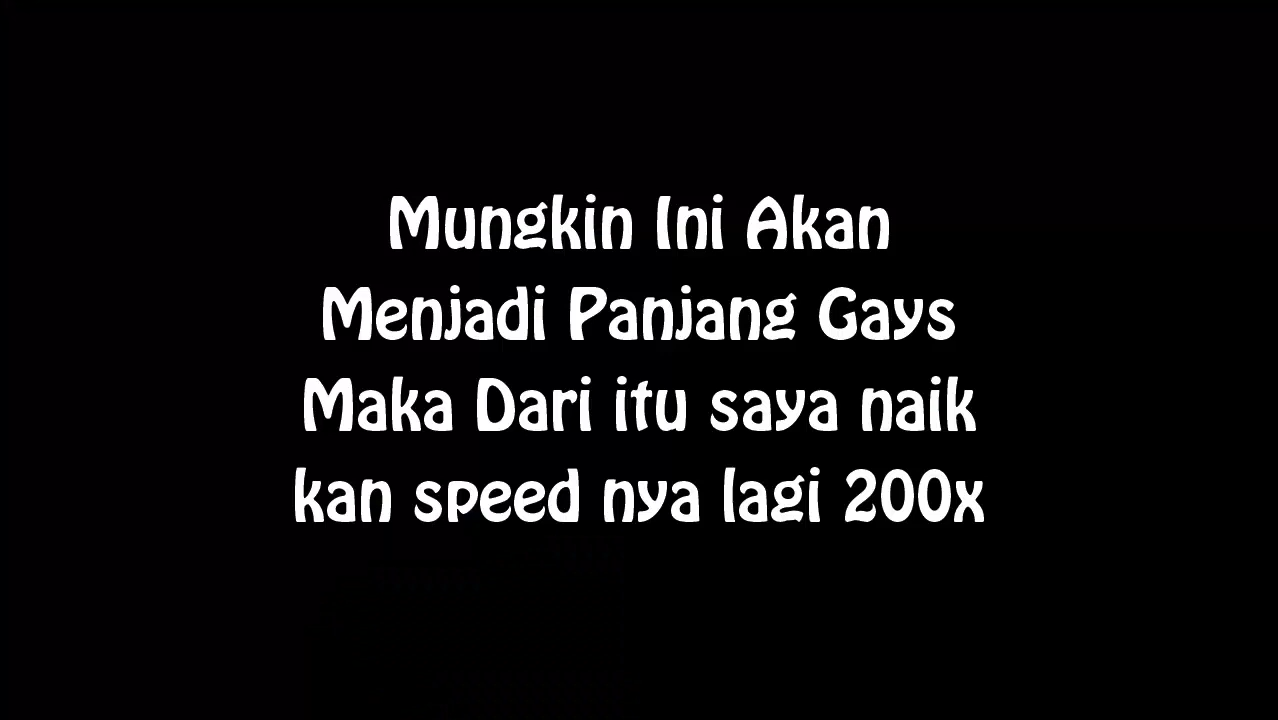 Mungkin Ini Akan
Menjadi Panjang Gays
Maka Dari itu saya naik
kan speed nya lagi 200x